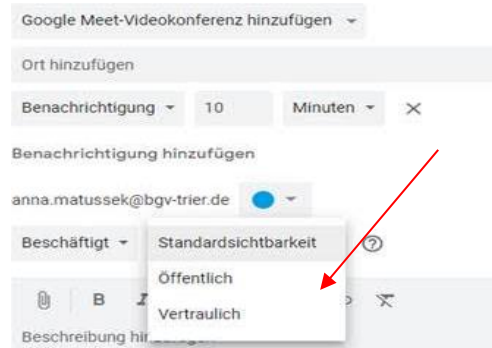 Google Meet-Videokonferenz hinzufügen
Ort hinzufügen
Benachrichtigung 10 Minuten
Benachrichtigung hinzufügen
anna.matussek@bgv-trier.de
Beschäftigt Standardsichtbarkeit
Öffentlich
B I
Vertraulich
Beschreibung